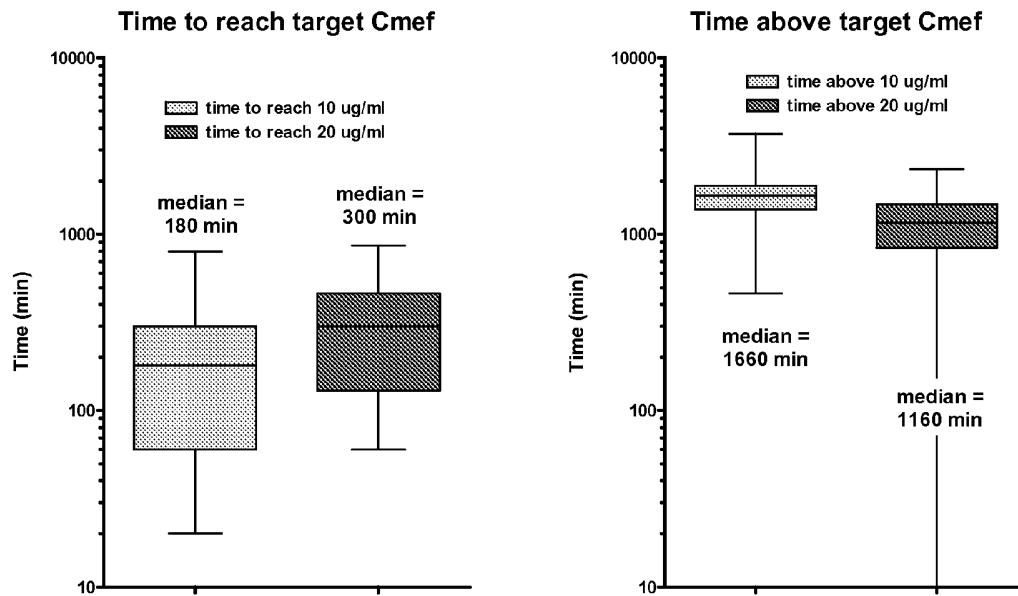 Time to reach target Cmef
10000
time to reach 10 ug/ml
time to reach 20 ug/ml
median =
180 min
median =
300 min
1000
Time (min)
100
10
Time above target Cmef
10000
time above 10 ug/ml
time above 20 ug/ml
1000
Time (min)
median =
1660 min
median =
1160 min
100
10